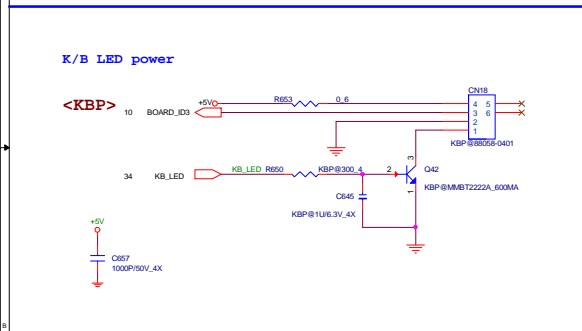 K/B LED power
CN18
<KBP>
+5V
R653
0_6
4 5
10
BOARD_ID3
3 6
2
1
KBP@88058-0401
3
34
KB_LED
KB_LED
R650
KBP@300_4
2
Q42
KBP@MMBT2222A_600MA
C645
1
KBP@1U/6.3V_4X
+5V
C657
1000P/50V_4X
B